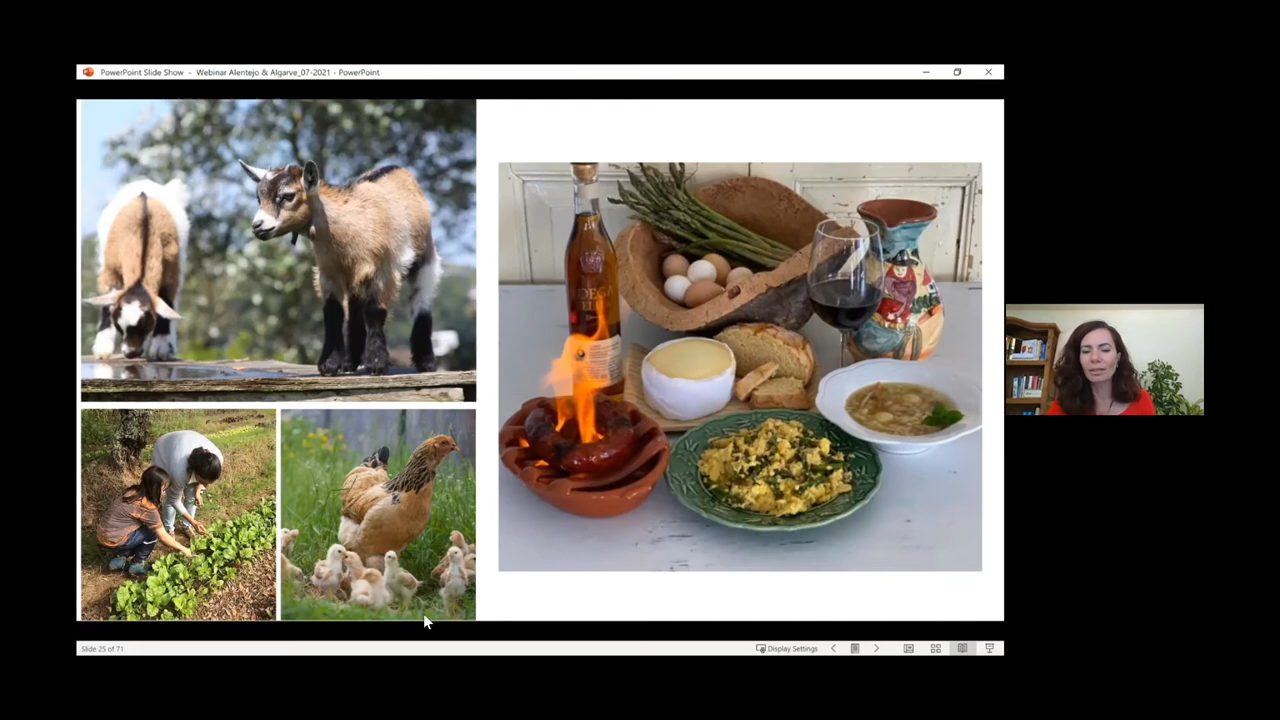 PowerPoint Slide Show - Webinar Alentejo & Algarve_07-2021 - PowerPoint
Slide 25 of 71
Display Settings